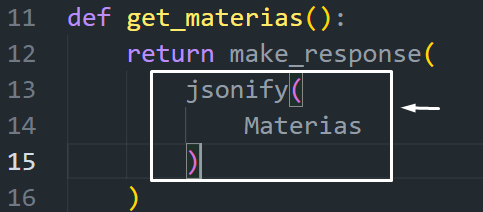 11 def get_materias():
12     return make_response(
13         jsonify(
14             Materias
15         )
16     )